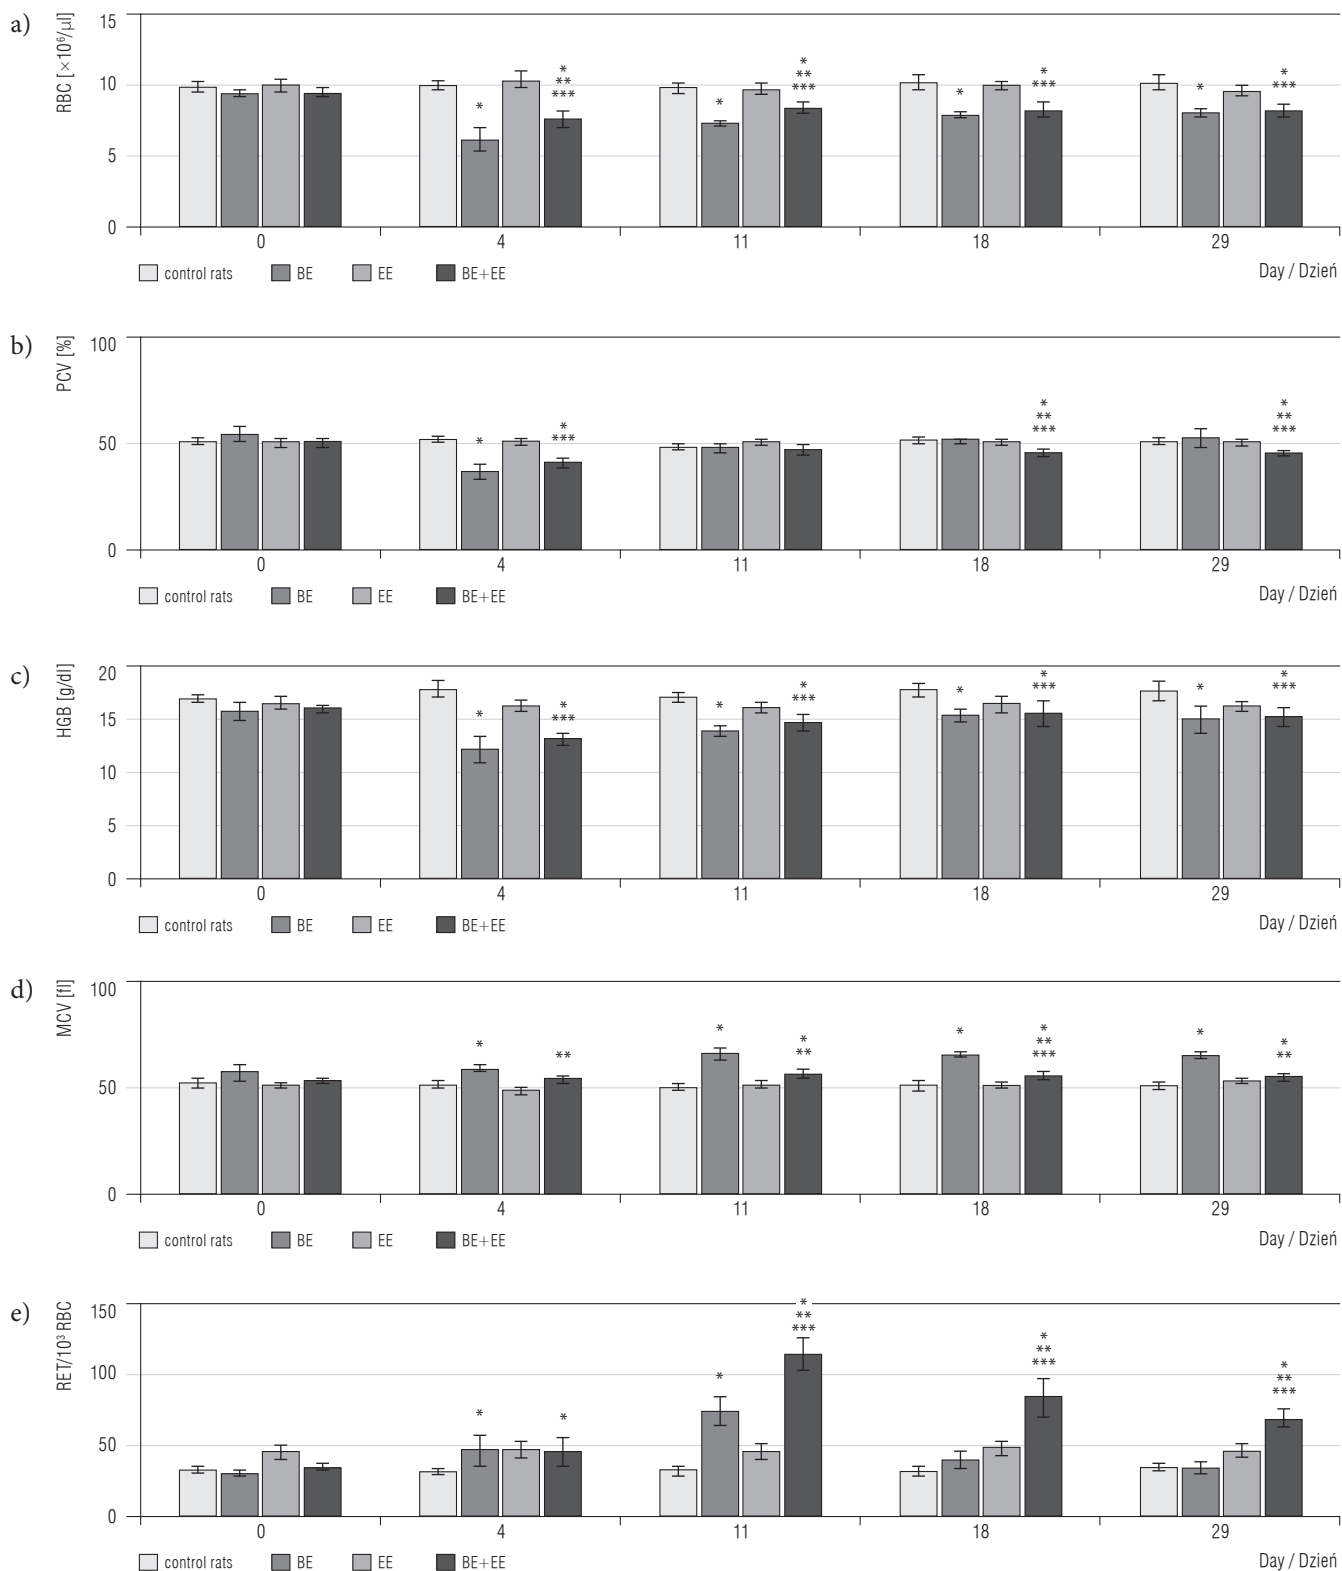 a)
RBC [×10⁶/µl]
15
10
5
0
* * ** *** * * ** *** * * *** * * ***
0 4 11 18 29
control rats BE EE BE+EE Day / Dzień
b)
PCV [%]
100
50
0
* * *** * ** *** * ** ***
0 4 11 18 29
control rats BE EE BE+EE Day / Dzień
c)
HGB [g/dl]
20
15
10
5
0
* * *** * * *** * * *** * * ***
0 4 11 18 29
control rats BE EE BE+EE Day / Dzień
d)
MCV [fl]
100
50
0
* ** * * ** * * ** *** * * **
0 4 11 18 29
control rats BE EE BE+EE Day / Dzień
e)
RET/10³ RBC
150
100
50
0
* * * * ** *** * ** *** * ** ***
0 4 11 18 29
control rats BE EE BE+EE Day / Dzień